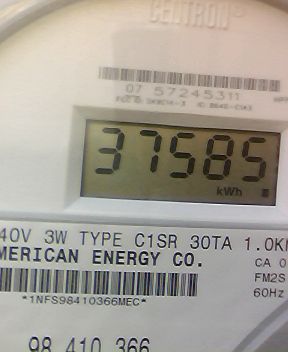 CENTRON®
07 57245311
37585
kWh
40V 3W TYPE C1SR 30TA 1.0K
MERICAN ENERGY CO.
CA 0
FM2S
60Hz
*1NFS98410366MEC*
98 410 366